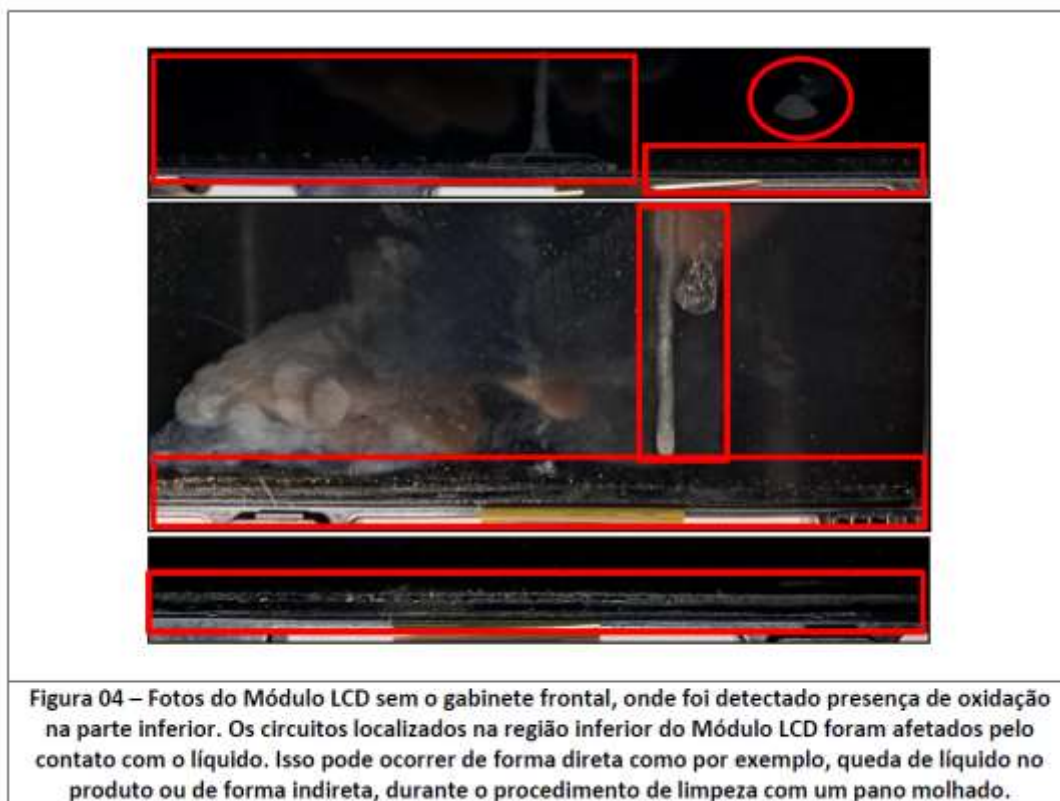 Figura 04 – Fotos do Módulo LCD sem o gabinete frontal, onde foi detectado presença de oxidação
na parte inferior. Os circuitos localizados na região inferior do Módulo LCD foram afetados pelo
contato com o líquido. Isso pode ocorrer de forma direta como por exemplo, queda de líquido no
produto ou de forma indireta, durante o procedimento de limpeza com um pano molhado.